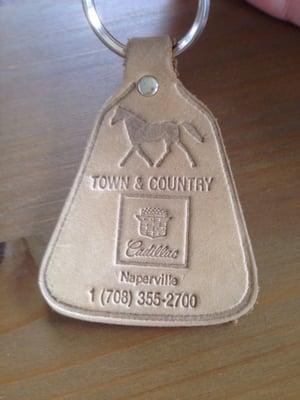 TOWN & COUNTRY
Cadillac
Naperville
1 (708) 355-2700